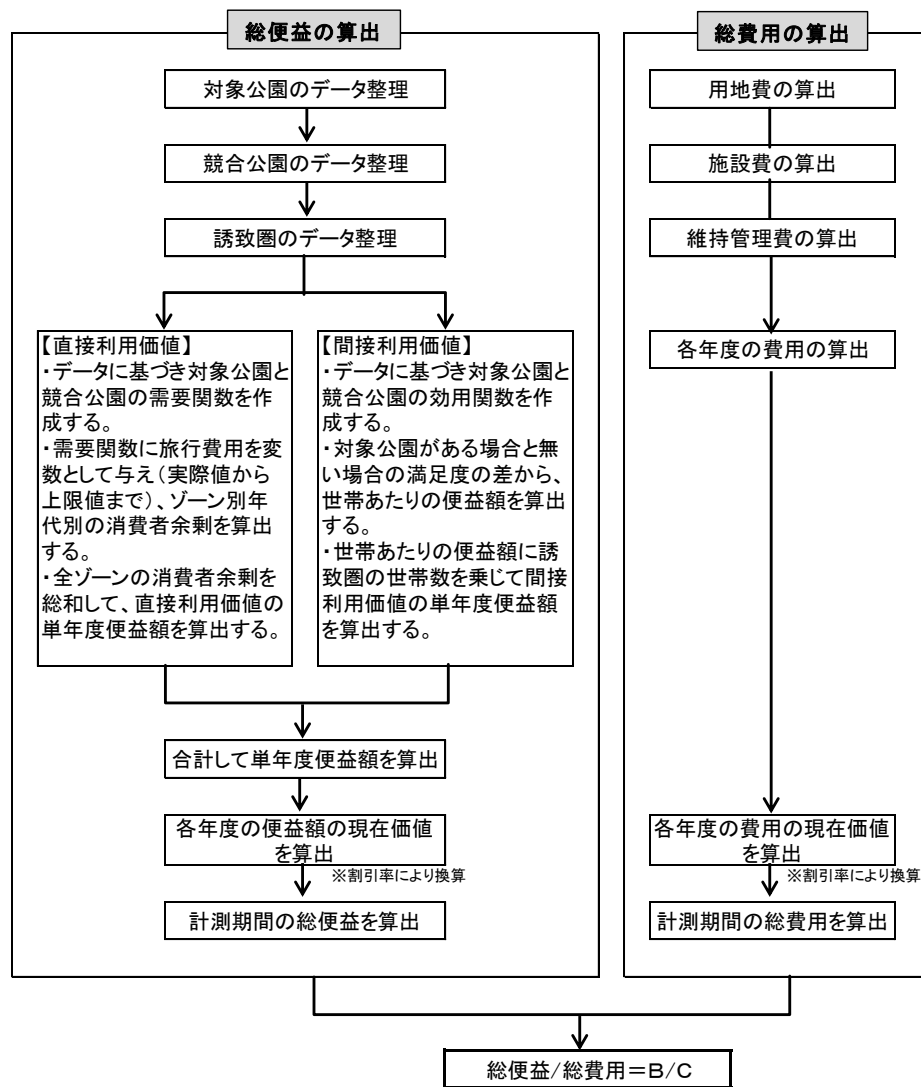 総便益の算出
対象公園のデータ整理
競合公園のデータ整理
誘致圏のデータ整理
【直接利用価値】
・データに基づき対象公園と
競合公園の需要関数を作
成する。
・需要関数に旅行費用を変
数として与え(実際値から
上限値まで)、ゾーン別年
代別の消費者余剰を算出
する。
・全ゾーンの消費者余剰を
総和して、直接利用価値の
単年度便益額を算出する。
【間接利用価値】
・データに基づき対象公園と
競合公園の効用関数を作
成する。
・対象公園がある場合と無
い場合の満足度の差から、
世帯あたりの便益額を算出
する。
・世帯あたりの便益額に誘
致圏の世帯数を乗じて間接
利用価値の単年度便益額
を算出する。
合計して単年度便益額を算出
各年度の便益額の現在価値
を算出
※割引率により換算
計測期間の総便益を算出
総費用の算出
用地費の算出
施設費の算出
維持管理費の算出
各年度の費用の算出
各年度の費用の現在価値
を算出
※割引率により換算
計測期間の総費用を算出
総便益/総費用=B/C